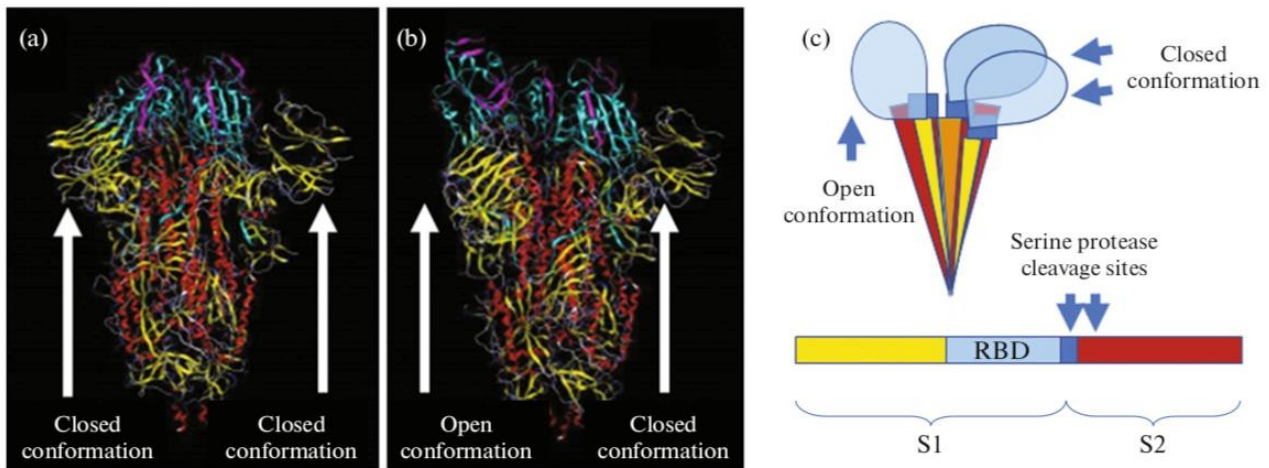 (a)
Closed
conformation
Closed
conformation
(b)
Open
conformation
Closed
conformation
(c)
Closed
conformation
Open
conformation
Serine protease
cleavage sites
RBD
S1
S2